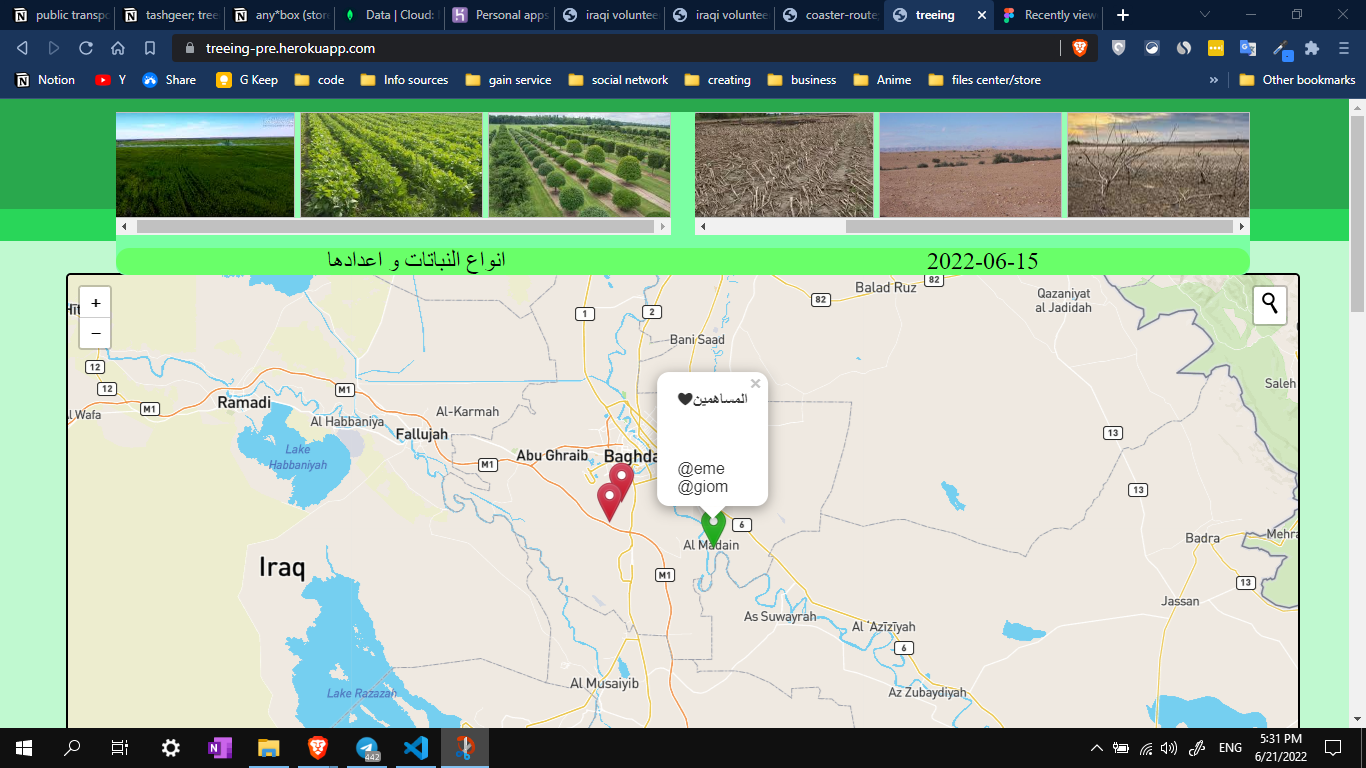 public transpo
tashgeer; tree
any*box (stor
Data | Cloud:
Personal apps
iraqi voluntee
iraqi voluntee
coaster-route
treeing
Recently view
treeing-pre.herokuapp.com
Notion
Y
Share
G Keep
code
Info sources
gain service
social network
creating
business
Anime
files center/store
»
Other bookmarks
انواع النباتات و اعدادها
2022-06-15
+
−
1
2
82
Balad Ruz
82
Qazaniyat
al Jadidah
Bani Saad
12
12
M1
M1
Ramadi
Al Habbaniya
Al-Karmah
Fallujah
Saleh
l Wafa
Lake
Habbaniyah
M1
Abu Ghraib
Baghda
المساهمين🖤
@eme
@giom
13
13
6
Al Madain
Badra
Mehra
Iraq
M1
13
Jassan
As Suwayrah
Al ʿAzīzīyah
6
Lake Razazah
Al Musaiyib
Az Zubaydiyah
442
ENG
5:31 PM
6/21/2022